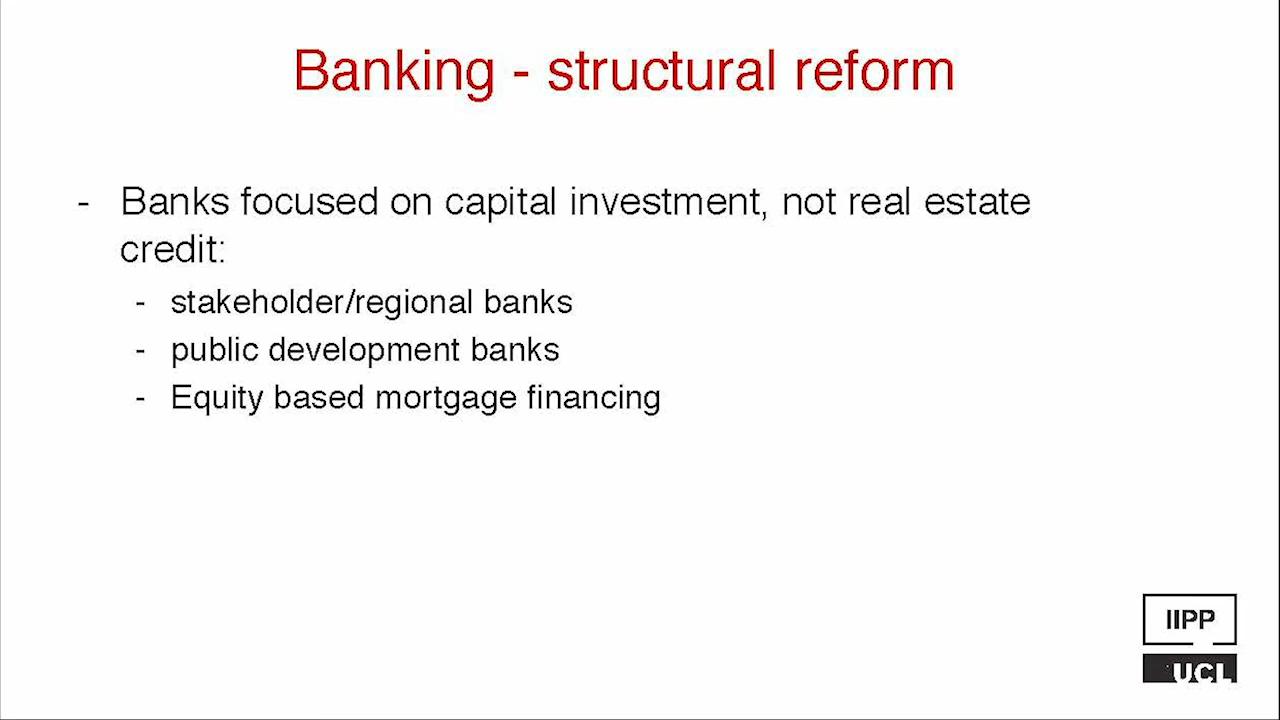 Banking - structural reform
- Banks focused on capital investment, not real estate
credit:
- stakeholder/regional banks
- public development banks
- Equity based mortgage financing
IIPP
UCL